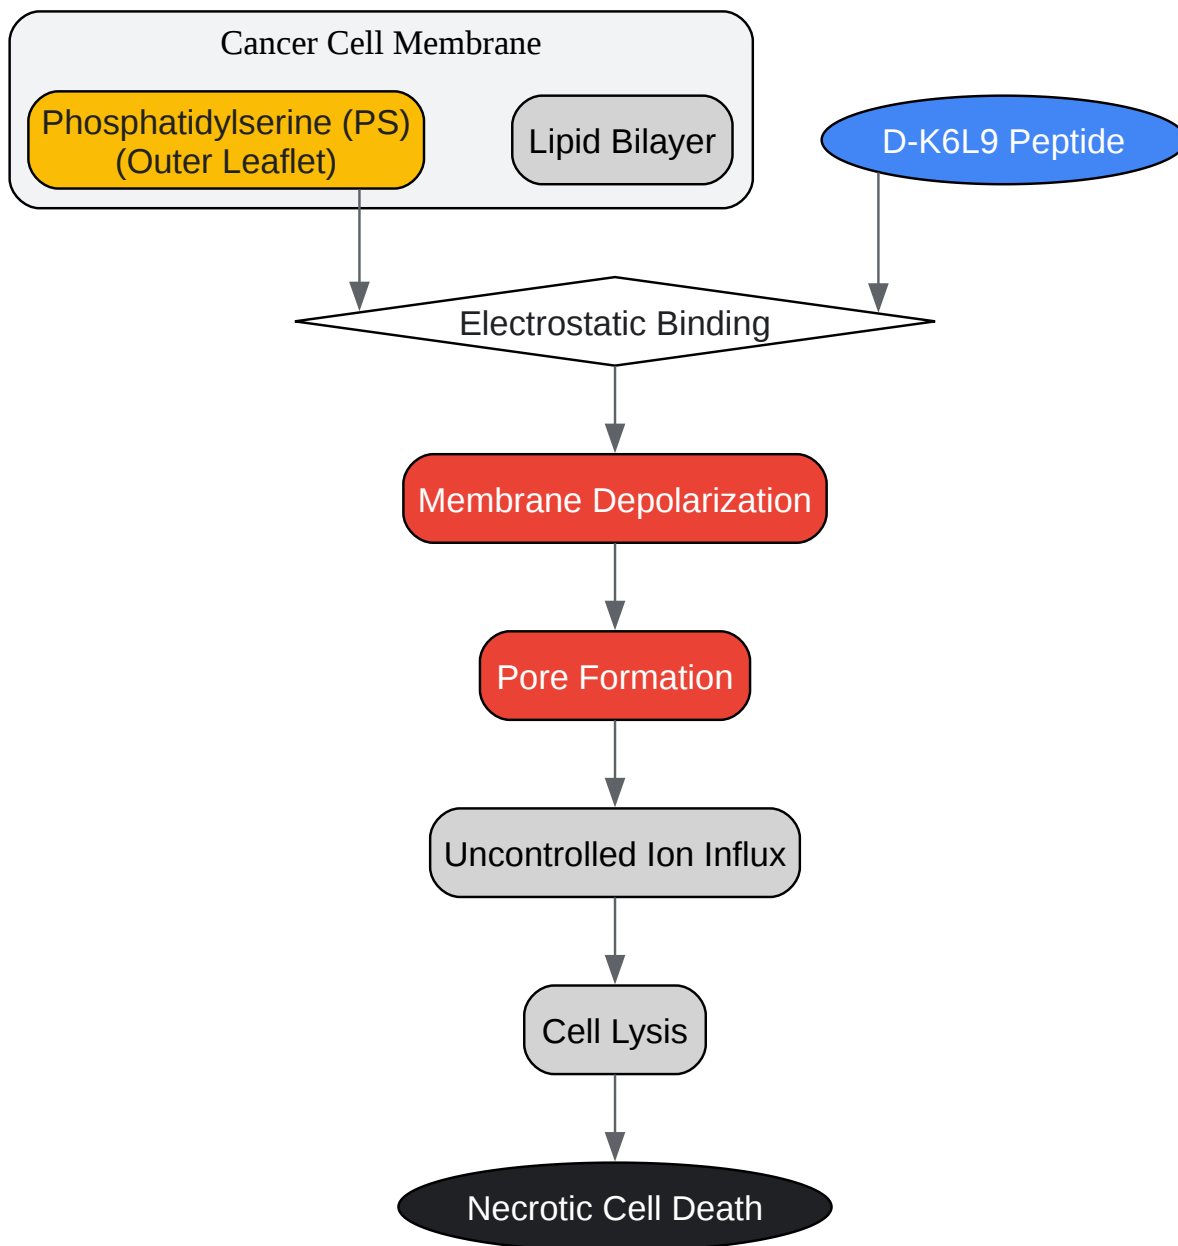 Cancer Cell Membrane
Phosphatidylserine (PS)
(Outer Leaflet)
Lipid Bilayer
D-K6L9 Peptide
Electrostatic Binding
Membrane Depolarization
Pore Formation
Uncontrolled Ion Influx
Cell Lysis
Necrotic Cell Death